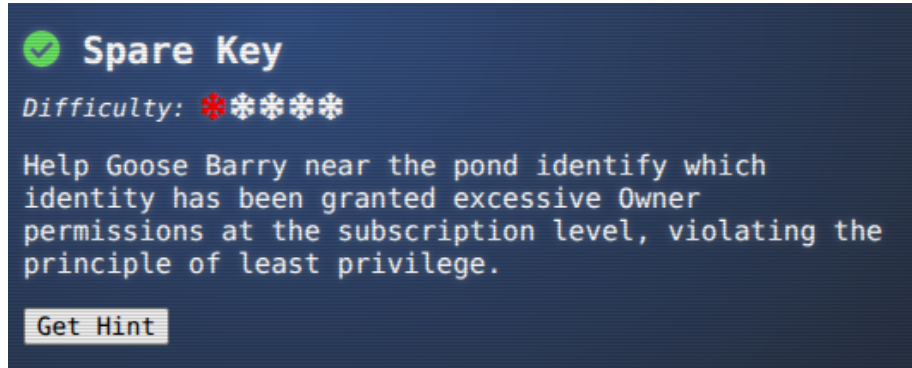 Spare Key
Difficulty:
Help Goose Barry near the pond identify which
identity has been granted excessive Owner
permissions at the subscription level, violating the
principle of least privilege.
Get Hint